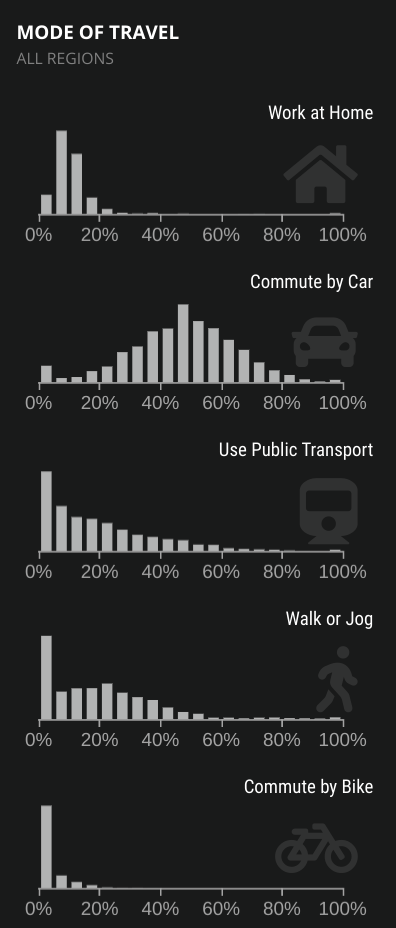 MODE OF TRAVEL
ALL REGIONS
Work at Home
0% 20% 40% 60% 80% 100%
Commute by Car
0% 20% 40% 60% 80% 100%
Use Public Transport
0% 20% 40% 60% 80% 100%
Walk or Jog
0% 20% 40% 60% 80% 100%
Commute by Bike
0% 20% 40% 60% 80% 100%